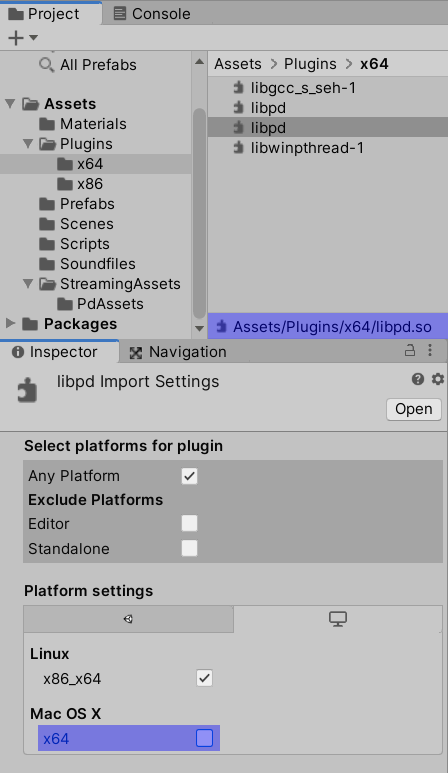 Project
Console
All Prefabs
Assets
Materials
Plugins
x64
x86
Prefabs
Scenes
Scripts
Soundfiles
StreamingAssets
PdAssets
Packages
Assets > Plugins > x64
libgcc_s_seh-1
libpd
libpd
libwinpthread-1
Assets/Plugins/x64/libpd.so
Inspector
Navigation
libpd Import Settings
Open
Select platforms for plugin
Any Platform
Exclude Platforms
Editor
Standalone
Platform settings
Linux
x86_x64
Mac OS X
x64